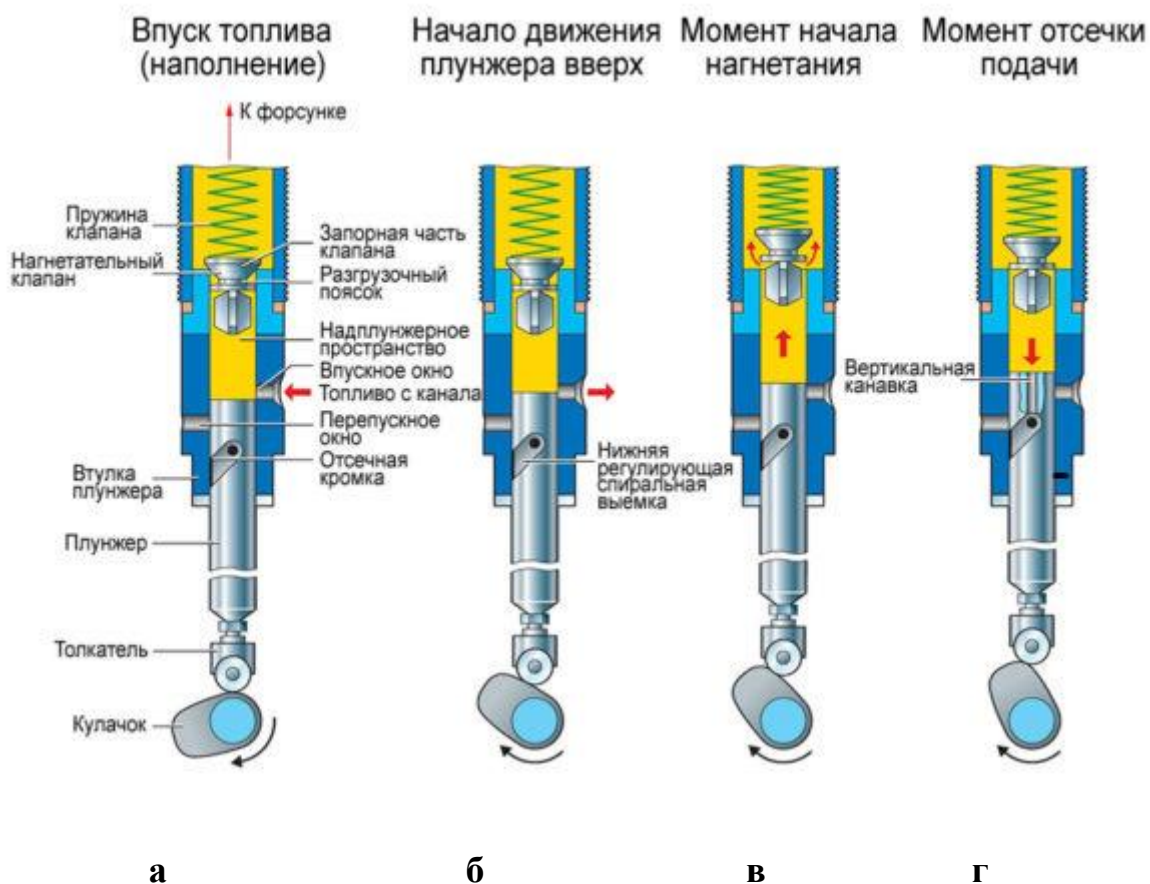 Впуск топлива
(наполнение)
Начало движения
плунжера вверх
Момент начала
нагнетания
Момент отсечки
подачи
К форсунке
Пружина
клапана
Нагнетательный
клапан
Запорная часть
клапана
Разгрузочный
поясок
Надплунжерное
пространство
Впускное окно
Топливо с канала
Перепускное
окно
Отсечная
кромка
Втулка
плунжера
Плунжер
Толкатель
Кулачок
Нижняя
регулирующая
спиральная
выемка
Вертикальная
канавка
а
б
в
г